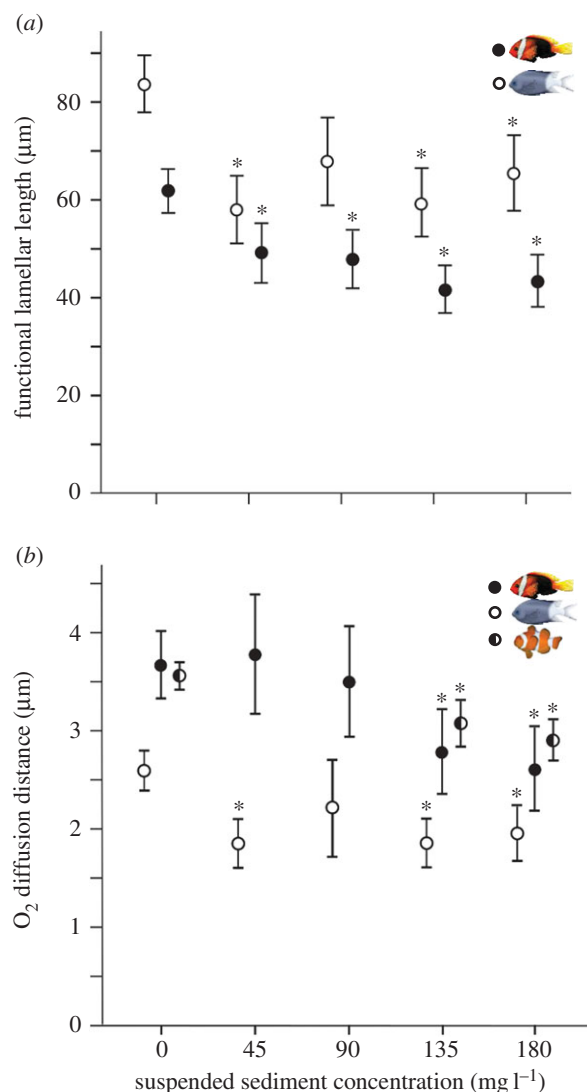 (a)
80
60
40
20
0
functional lamellar length (µm)
* * * * * * *
(b)
4
3
2
1
0
O₂ diffusion distance (µm)
* * * * * * *
0 45 90 135 180
suspended sediment concentration (mg l⁻¹)